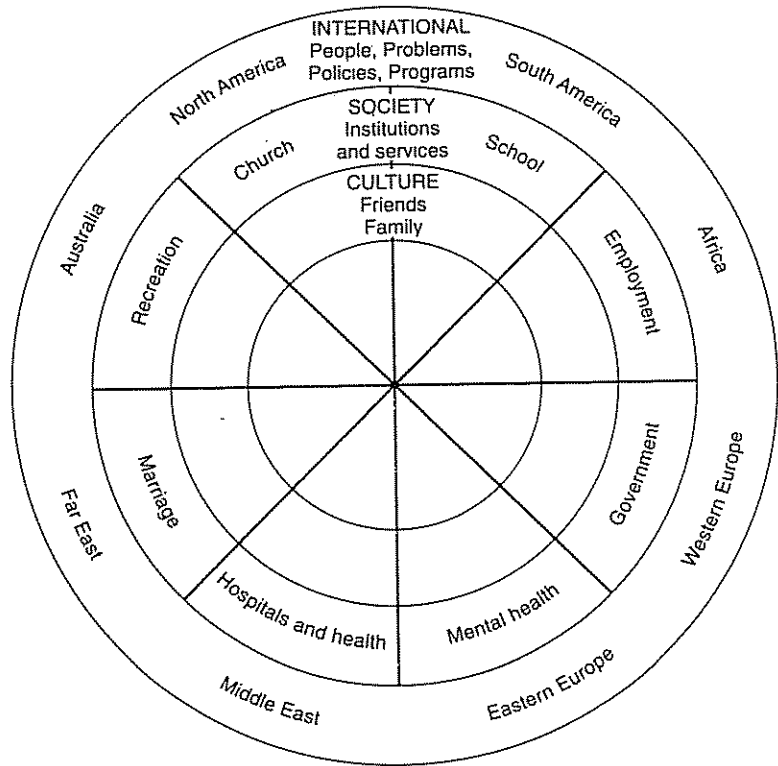 INTERNATIONAL
People, Problems,
Policies, Programs
North America
South America
Australia
Africa
Far East
Western Europe
Middle East
Eastern Europe
SOCIETY
Institutions
and services
Church
School
Recreation
Employment
Marriage
Government
Hospitals and health
Mental health
CULTURE
Friends
Family